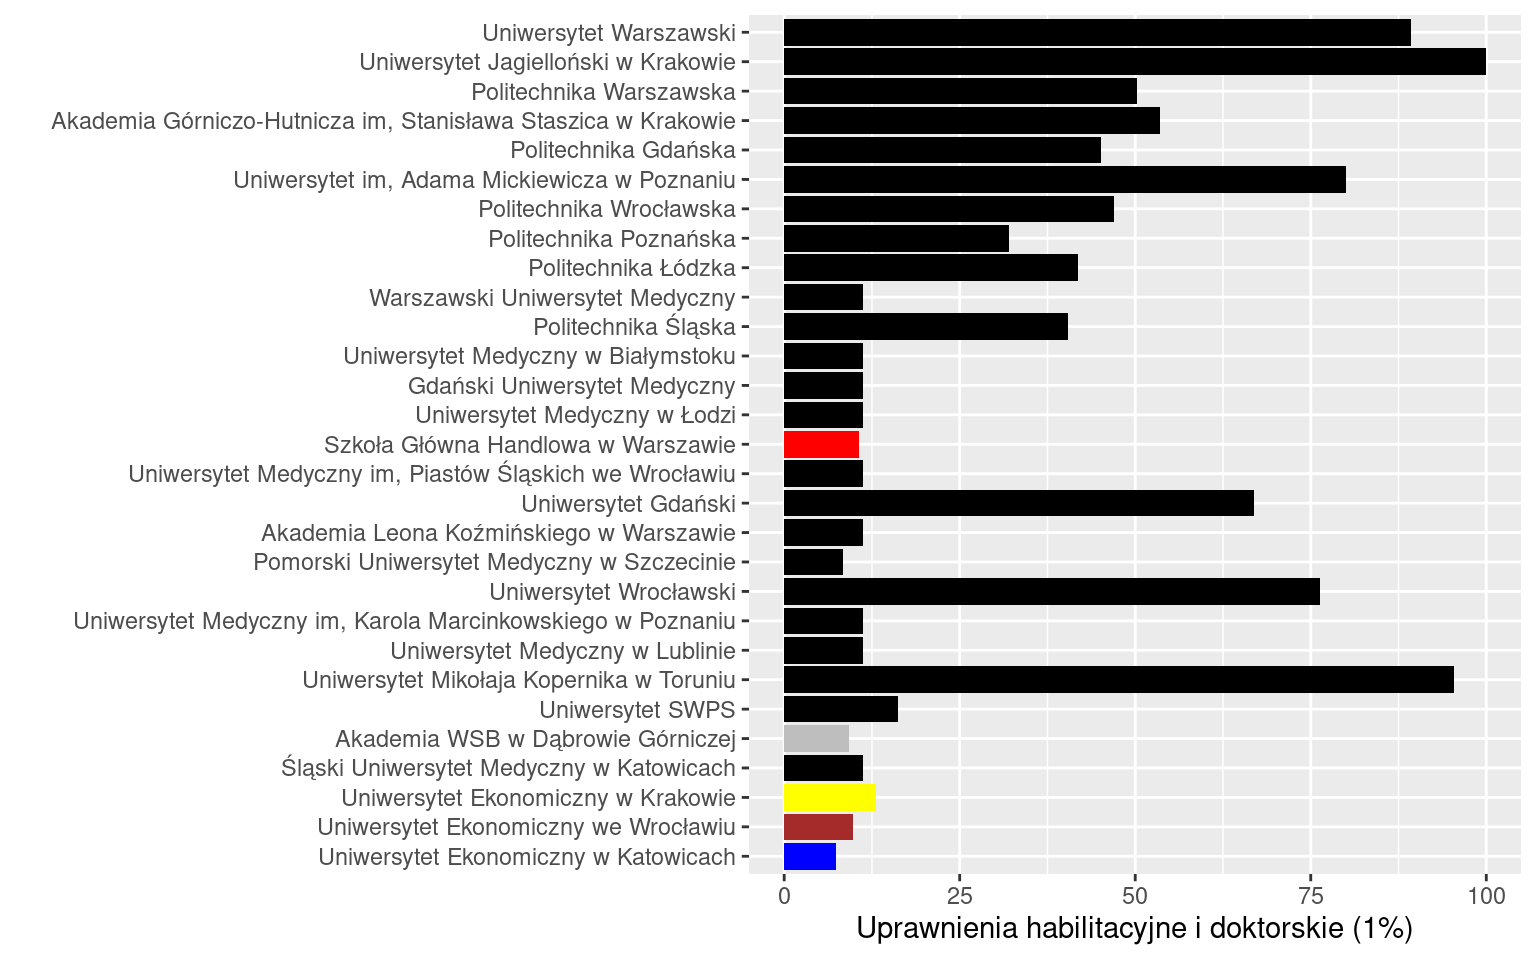 Uniwersytet Warszawski
Uniwersytet Jagielloński w Krakowie
Politechnika Warszawska
Akademia Górniczo-Hutnicza im, Stanisława Staszica w Krakowie
Politechnika Gdańska
Uniwersytet im, Adama Mickiewicza w Poznaniu
Politechnika Wrocławska
Politechnika Poznańska
Politechnika Łódzka
Warszawski Uniwersytet Medyczny
Politechnika Śląska
Uniwersytet Medyczny w Białymstoku
Gdański Uniwersytet Medyczny
Uniwersytet Medyczny w Łodzi
Szkoła Główna Handlowa w Warszawie
Uniwersytet Medyczny im, Piastów Śląskich we Wrocławiu
Uniwersytet Gdański
Akademia Leona Koźmińskiego w Warszawie
Pomorski Uniwersytet Medyczny w Szczecinie
Uniwersytet Wrocławski
Uniwersytet Medyczny im, Karola Marcinkowskiego w Poznaniu
Uniwersytet Medyczny w Lublinie
Uniwersytet Mikołaja Kopernika w Toruniu
Uniwersytet SWPS
Akademia WSB w Dąbrowie Górniczej
Śląski Uniwersytet Medyczny w Katowicach
Uniwersytet Ekonomiczny w Krakowie
Uniwersytet Ekonomiczny we Wrocławiu
Uniwersytet Ekonomiczny w Katowicach
0 25 50 75 100
Uprawnienia habilitacyjne i doktorskie (1%)